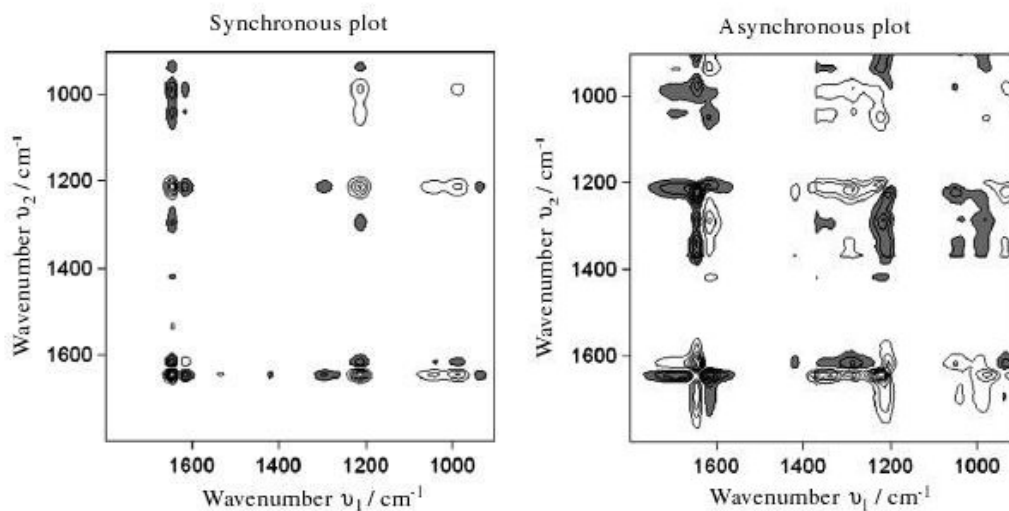 Synchronous plot
Wavenumber υ₂ / cm⁻¹
1000
1200
1400
1600
1600 1400 1200 1000
Wavenumber υ₁ / cm⁻¹
Asynchronous plot
Wavenumber υ₂ / cm⁻¹
1000
1200
1400
1600
1600 1400 1200 1000
Wavenumber υ₁ / cm⁻¹